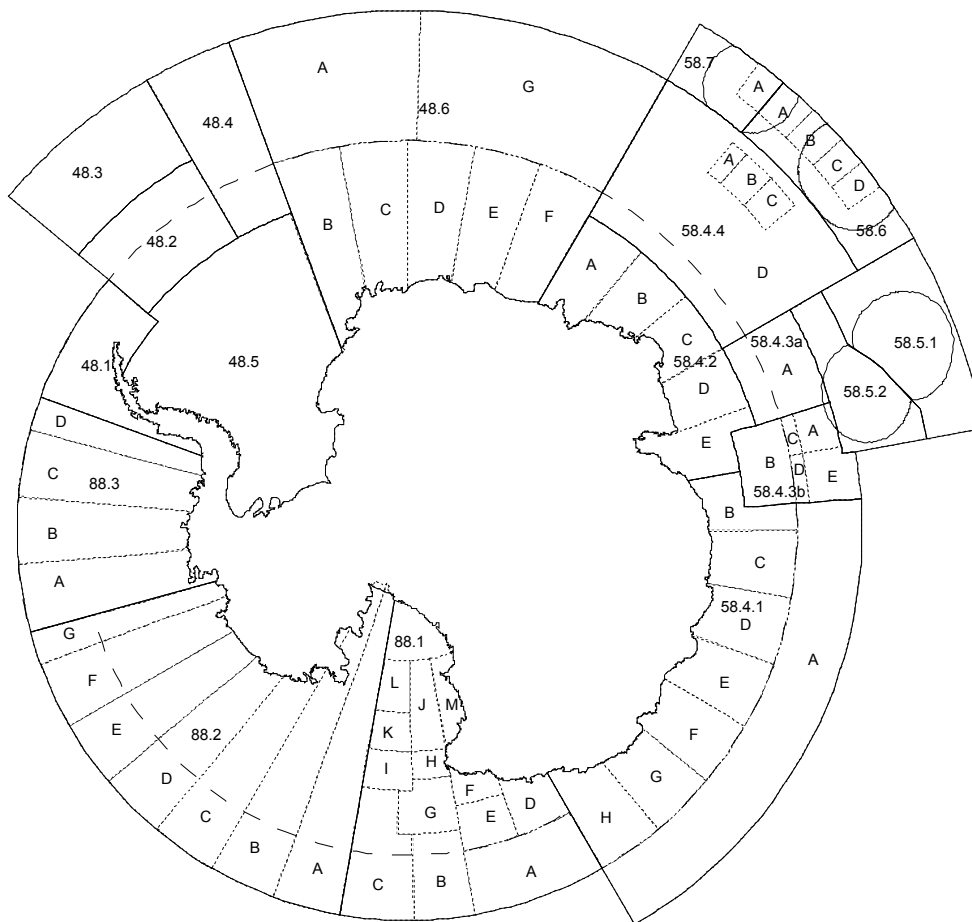 58.7
A
G
A
48.4
48.6
A
48.3
B
A
C
B
D
C
C
B
D
E
F
48.2
58.4.4
58.6
A
D
B
C
58.4.3a
58.5.1
48.1
48.5
58.4.2
A
D
58.5.2
D
C
A
E
B
C
D
E
88.3
58.4.3b
B
B
C
A
58.4.1
D
G
88.1
A
F
L
E
J
M
E
88.2
K
F
H
I
D
G
F
C
G
D
E
H
B
A
C
B
A